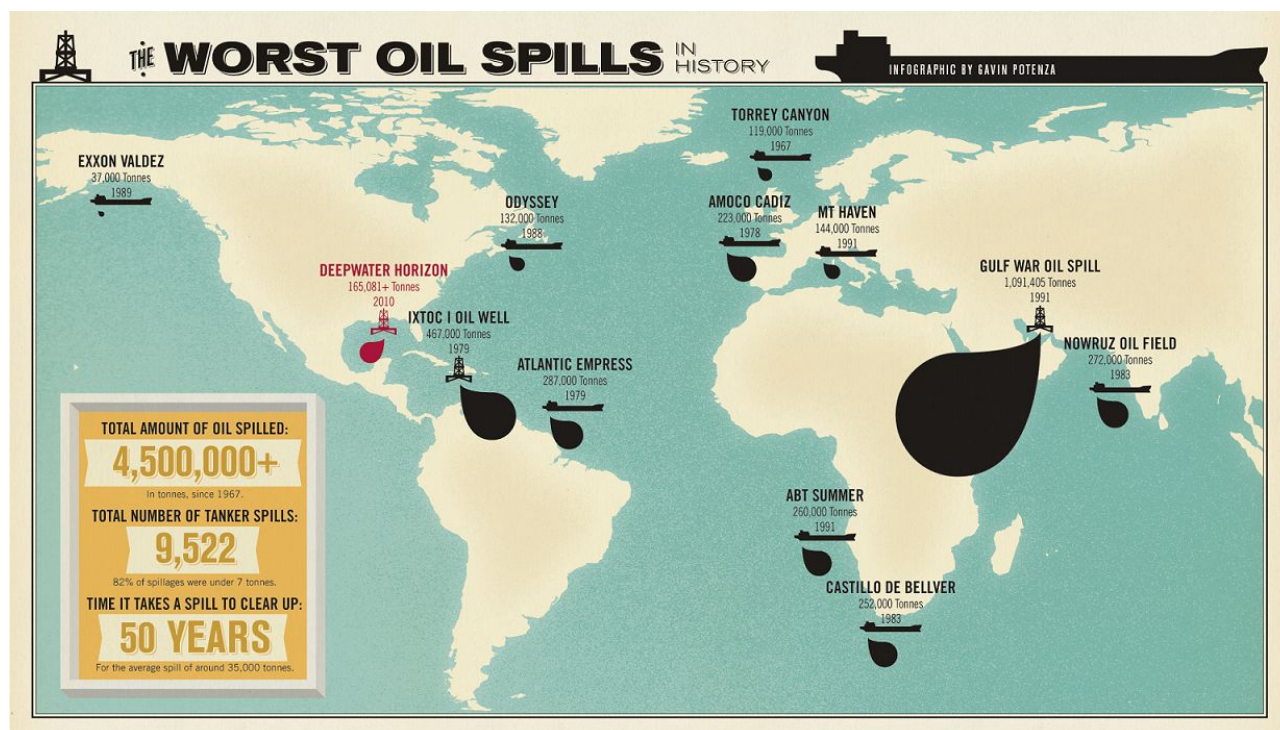 THE WORST OIL SPILLS IN HISTORY
INFOGRAPHIC BY GAVIN POTENZA
TORREY CANYON
119,000 Tonnes
1967
EXXON VALDEZ
37,000 Tonnes
1989
ODYSSEY
132,000 Tonnes
1988
AMOCO CADIZ
223,000 Tonnes
1978
MT HAVEN
144,000 Tonnes
1991
DEEPWATER HORIZON
165,081+ Tonnes
2010
GULF WAR OIL SPILL
1,091,405 Tonnes
1991
IXTOC I OIL WELL
467,000 Tonnes
1979
NOWRUZ OIL FIELD
272,000 Tonnes
1983
ATLANTIC EMPRESS
287,000 Tonnes
1979
ABT SUMMER
260,000 Tonnes
1991
CASTILLO DE BELLVER
252,000 Tonnes
1983
TOTAL AMOUNT OF OIL SPILLED:
4,500,000+
In tonnes, since 1967.
TOTAL NUMBER OF TANKER SPILLS:
9,522
82% of spillages were under 7 tonnes.
TIME IT TAKES A SPILL TO CLEAR UP:
50 YEARS
For the average spill of around 35,000 tonnes.